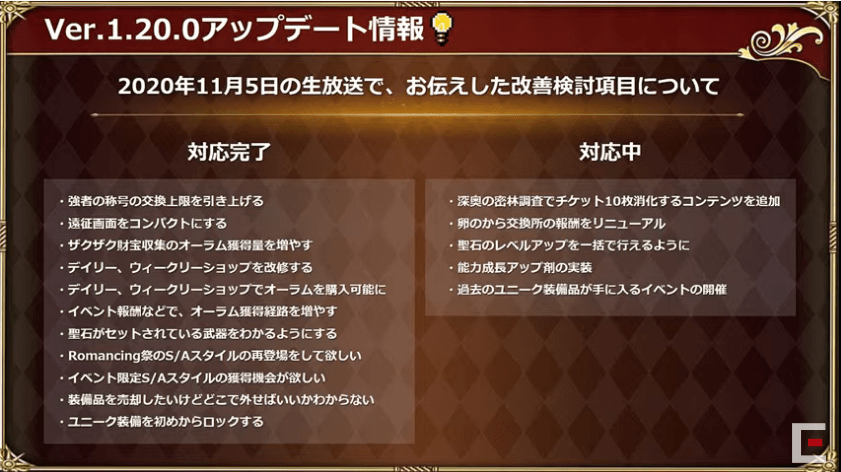 Ver.1.20.0アップデート情報
2020年11月5日の生放送で、お伝えした改善検討項目について
対応完了
・強者の称号の交換上限を引き上げる
・遠征画面をコンパクトにする
・ザクザク財宝収集のオーラム獲得量を増やす
・デイリー、ウィークリーショップを改修する
・デイリー、ウィークリーショップでオーラムを購入可能に
・イベント報酬などで、オーラム獲得経路を増やす
・聖石がセットされている武器をわかるようにする
・Romancing祭のS/Aスタイルの再登場をして欲しい
・イベント限定S/Aスタイルの獲得機会が欲しい
・装備品を売却したいけどどこで外せばいいかわからない
・ユニーク装備を初めからロックする
対応中
・深奥の密林調査でチケット10枚消化するコンテンツを追加
・卵のから交換所の報酬をリニューアル
・聖石のレベルアップを一括で行えるように
・能力成長アップ剤の実装
・過去のユニーク装備品が手に入るイベントの開催